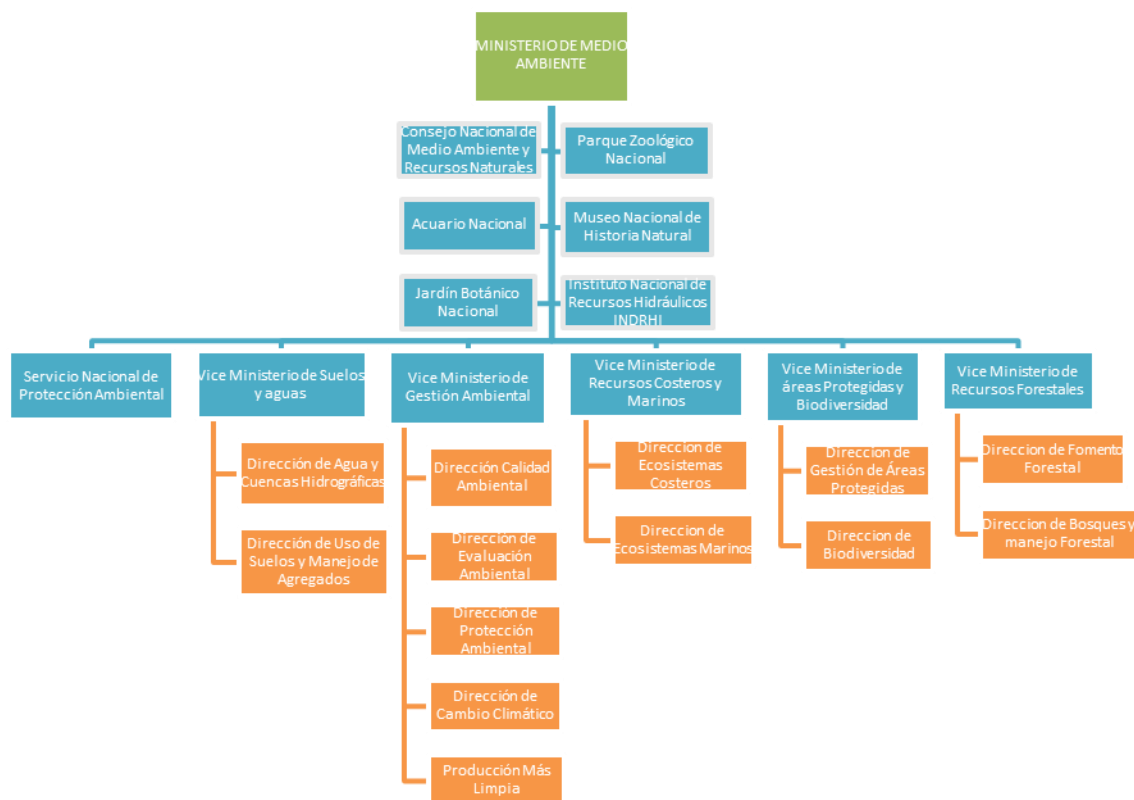 MINISTERIO DE MEDIO
AMBIENTE
Consejo Nacional de
Medio Ambiente y
Recursos Naturales
Parque Zoológico
Nacional
Acuario Nacional
Museo Nacional de
Historia Natural
Jardín Botánico
Nacional
Instituto Nacional de
Recursos Hidráulicos
INDRHI
Servicio Nacional de
Protección Ambiental
Vice Ministerio de Suelos
y aguas
Dirección de Agua y
Cuencas Hidrográficas
Dirección de Uso de
Suelos y Manejo de
Agregados
Vice Ministerio de
Gestión Ambiental
Dirección Calidad
Ambiental
Dirección de
Evaluación Ambiental
Dirección de
Protección
Ambiental
Dirección de
Cambio Climático
Producción Más
Limpia
Vice Ministerio de
Recursos Costeros y
Marinos
Direccion de
Ecosistemas
Costeros
Direccion de
Ecosistemas Marinos
Vice Ministerio de
áreas Protegidas y
Biodiversidad
Direccion de
Gestión de Áreas
Protegidas
Direccion de
Biodiversidad
Vice Ministerio de
Recursos Forestales
Direccion de Fomento
Forestal
Direccion de Bosques y
manejo Forestal